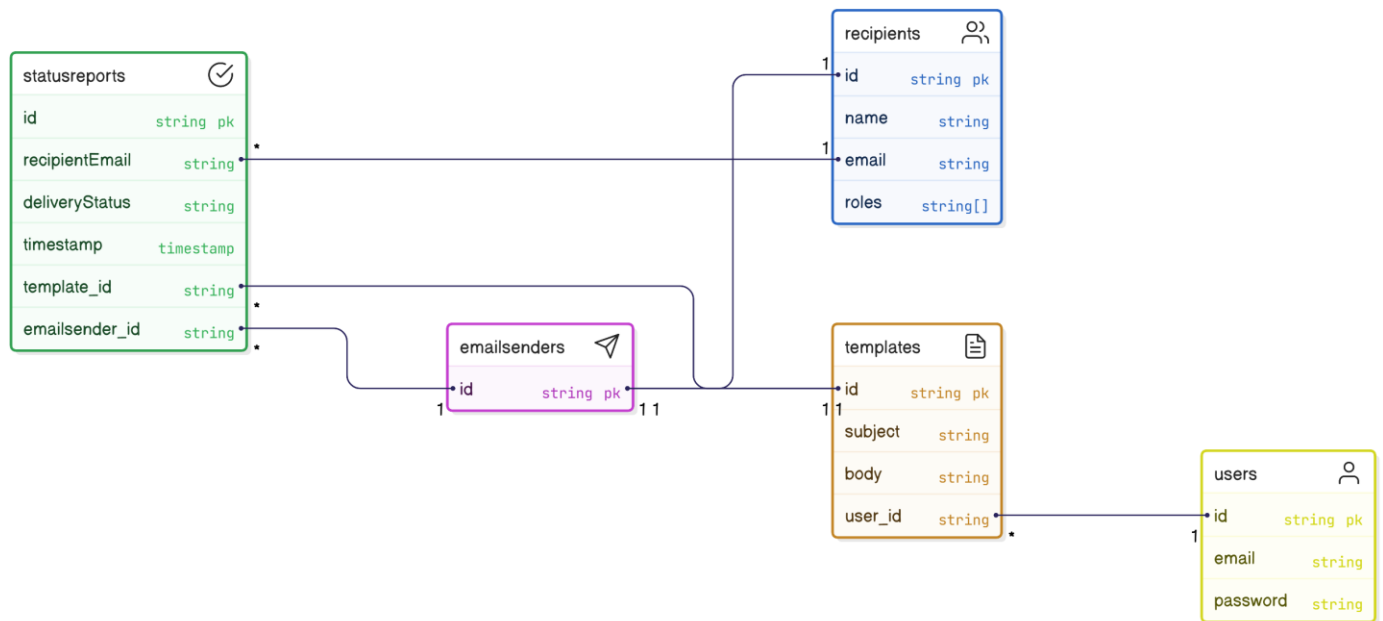 statusreports
id string pk
recipientEmail string
deliveryStatus string
timestamp timestamp
template_id string
emailsender_id string
*
*
*
recipients
1
id string pk
name string
1
email string
roles string[]
emailsenders
id string pk
1
1 1
templates
id string pk
1 1
subject string
body string
user_id string
*
users
id string pk
1
email string
password string